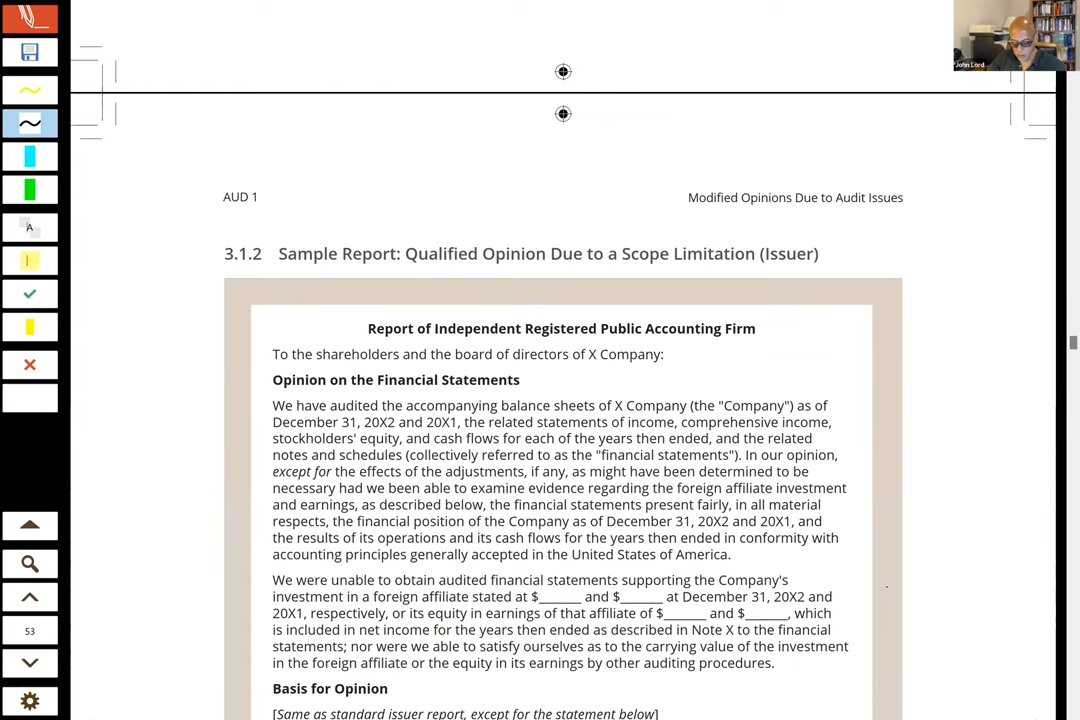 John Lord
AUD 1
Modified Opinions Due to Audit Issues
3.1.2 Sample Report: Qualified Opinion Due to a Scope Limitation (Issuer)
Report of Independent Registered Public Accounting Firm
To the shareholders and the board of directors of X Company:
Opinion on the Financial Statements
We have audited the accompanying balance sheets of X Company (the "Company") as of
December 31, 20X2 and 20X1, the related statements of income, comprehensive income,
stockholders' equity, and cash flows for each of the years then ended, and the related
notes and schedules (collectively referred to as the "financial statements"). In our opinion,
except for the effects of the adjustments, if any, as might have been determined to be
necessary had we been able to examine evidence regarding the foreign affiliate investment
and earnings, as described below, the financial statements present fairly, in all material
respects, the financial position of the Company as of December 31, 20X2 and 20X1, and
the results of its operations and its cash flows for the years then ended in conformity with
accounting principles generally accepted in the United States of America.
We were unable to obtain audited financial statements supporting the Company's
investment in a foreign affiliate stated at $_______ and $_______ at December 31, 20X2 and
20X1, respectively, or its equity in earnings of that affiliate of $_______ and $_______, which
is included in net income for the years then ended as described in Note X to the financial
statements; nor were we able to satisfy ourselves as to the carrying value of the investment
in the foreign affiliate or the equity in its earnings by other auditing procedures.
Basis for Opinion
[Same as standard issuer report, except for the statement below]
A
53